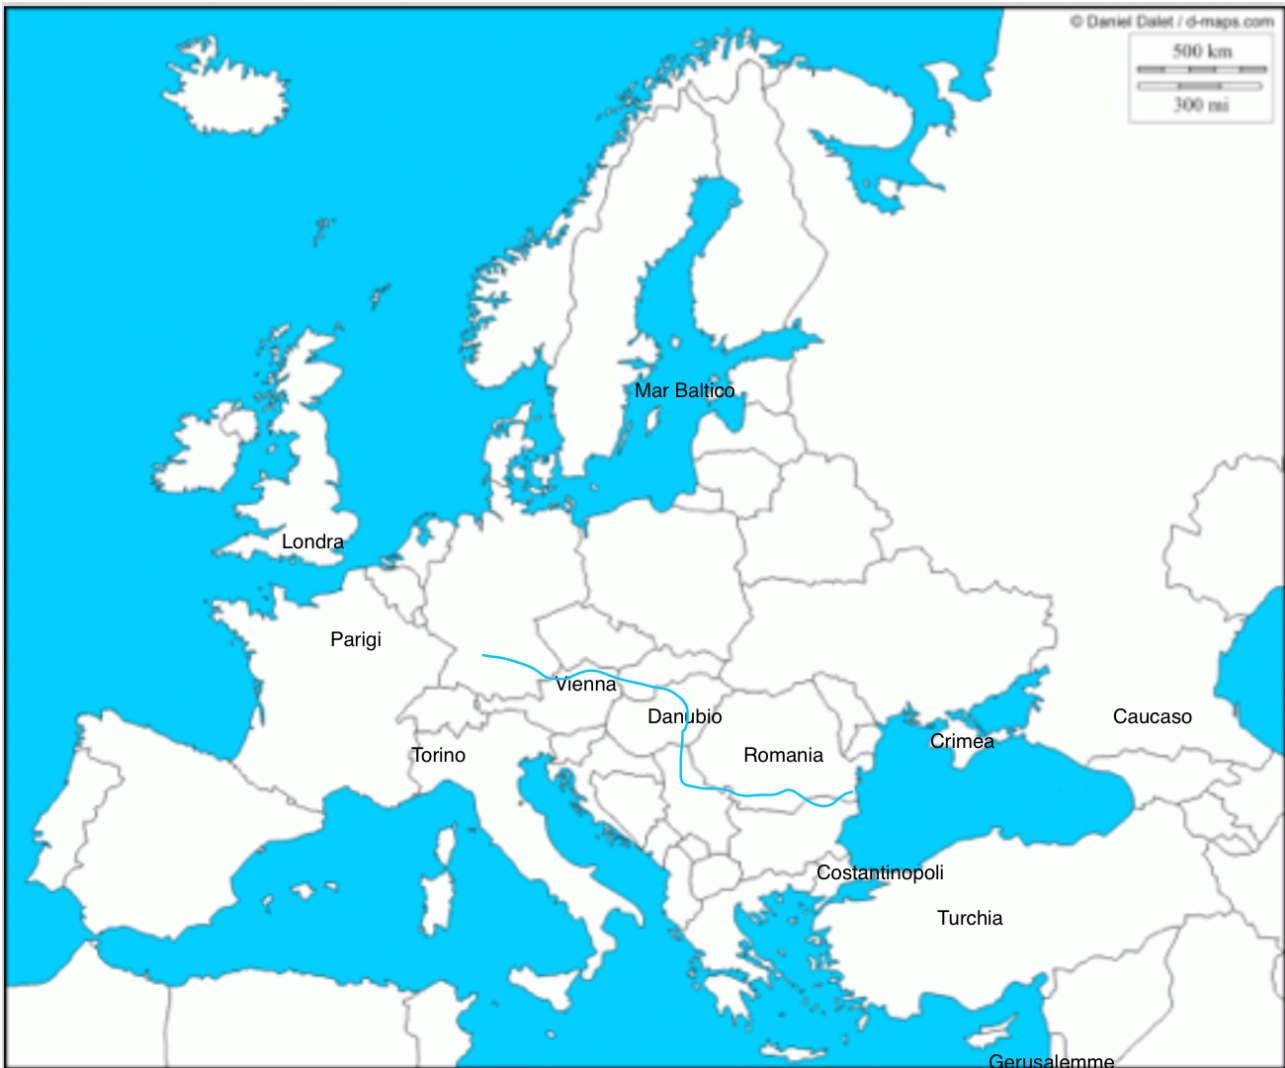 © Daniel Dalet / d-maps.com
500 km
300 mi
Mar Baltico
Londra
Parigi
Vienna
Danubio
Caucaso
Crimea
Torino
Romania
Costantinopoli
Turchia
Gerusalemme